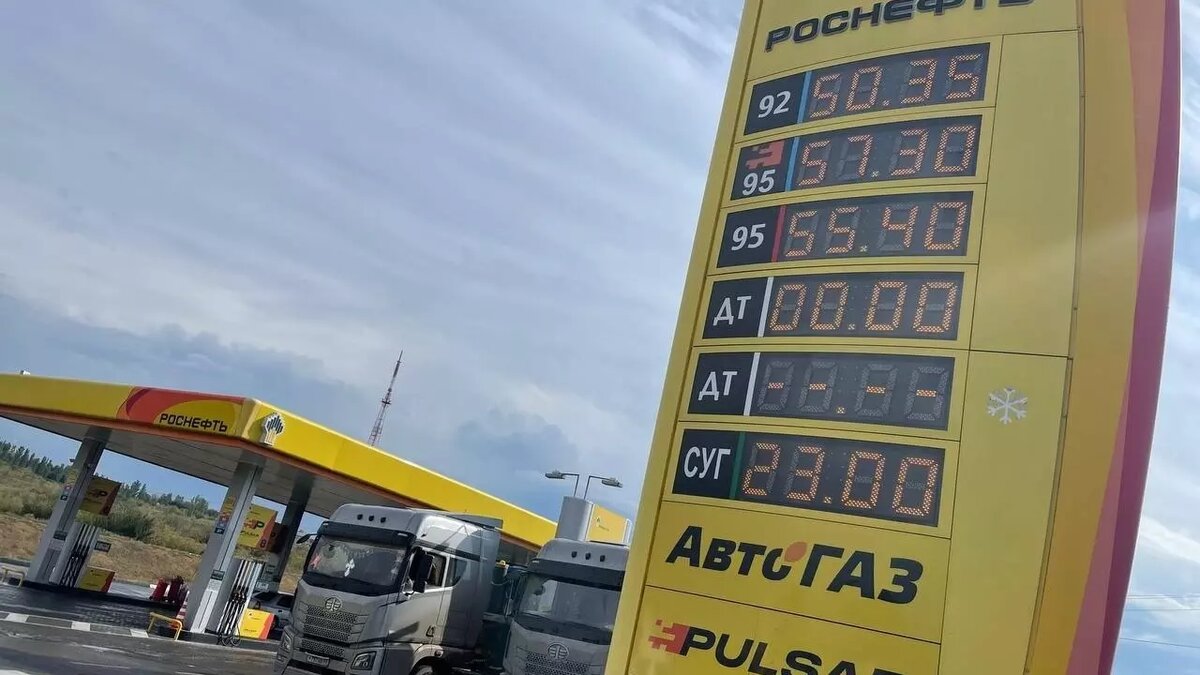 РОСНЕФТЬ
92 50.35
95 57.30
95 55.40
ДТ 00.00
ДТ --.--
СУГ 23.00
АвтоГАЗ
PULSAR
РОСНЕФТЬ